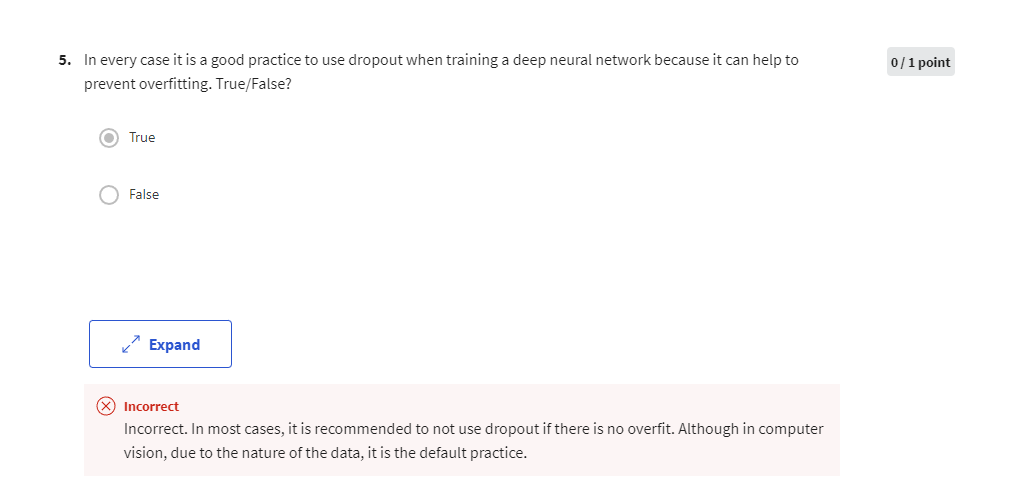 5. In every case it is a good practice to use dropout when training a deep neural network because it can help to
0 / 1 point
prevent overfitting. True/False?
True
False
Expand
Incorrect
Incorrect. In most cases, it is recommended to not use dropout if there is no overfit. Although in computer
vision, due to the nature of the data, it is the default practice.